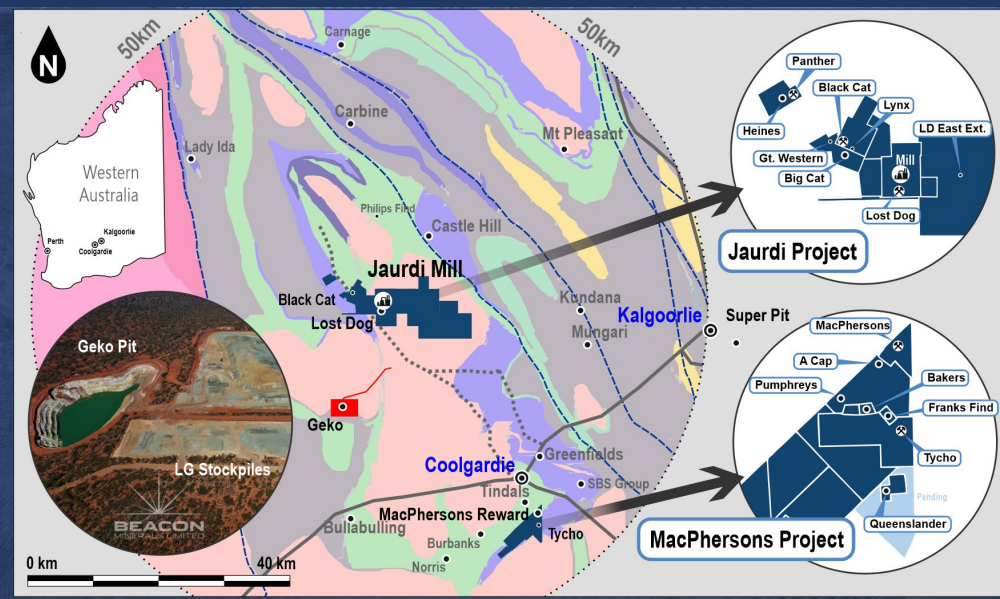 50km
50km
N
Carnage
Carbine
Mt Pleasant
Lady Ida
Western
Australia
Perth
Kalgoorlie
Coolgardie
Philips Find
Castle Hill
Jaurdi Mill
Black Cat
Lost Dog
Kundana
Mungari
Kalgoorlie
Super Pit
Geko
Geko Pit
LG Stockpiles
BEACON
MINERALS LIMITED
Coolgardie
Greenfields
Tindals
SBS Group
MacPhersons Reward
Tycho
Bullabulling
Burbanks
Norris
0 km
40 km
Panther
Black Cat
Lynx
LD East Ext.
Heines
Gt. Western
Big Cat
Mill
Lost Dog
Jaurdi Project
MacPhersons
A Cap
Bakers
Pumphreys
Franks Find
Tycho
Pending
Queenslander
MacPhersons Project